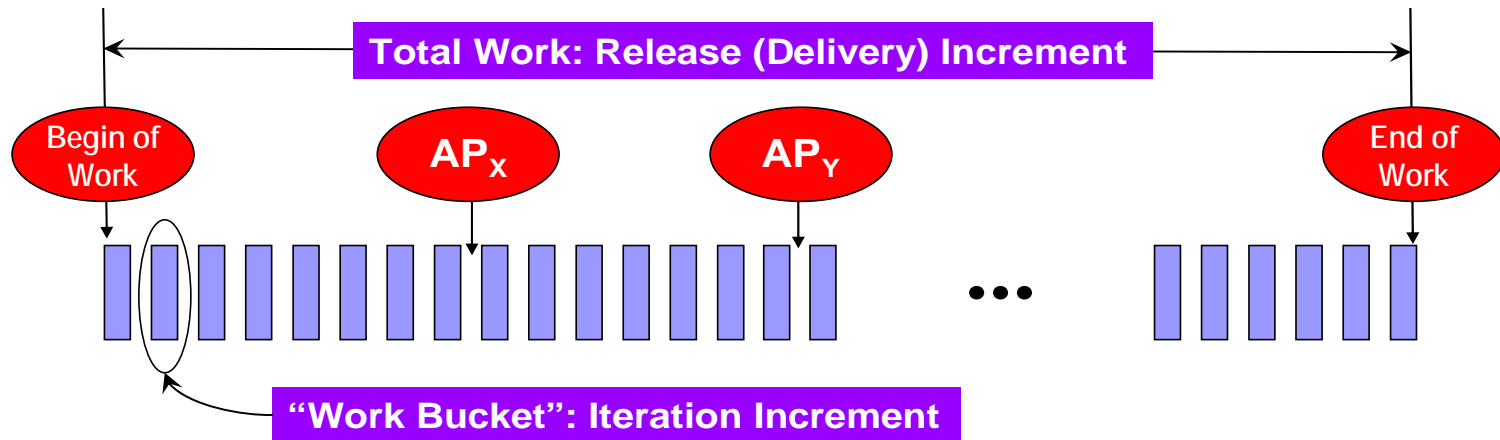 Total Work: Release (Delivery) Increment
Begin of
Work
APX
APY
End of
Work
•••
“Work Bucket”: Iteration Increment